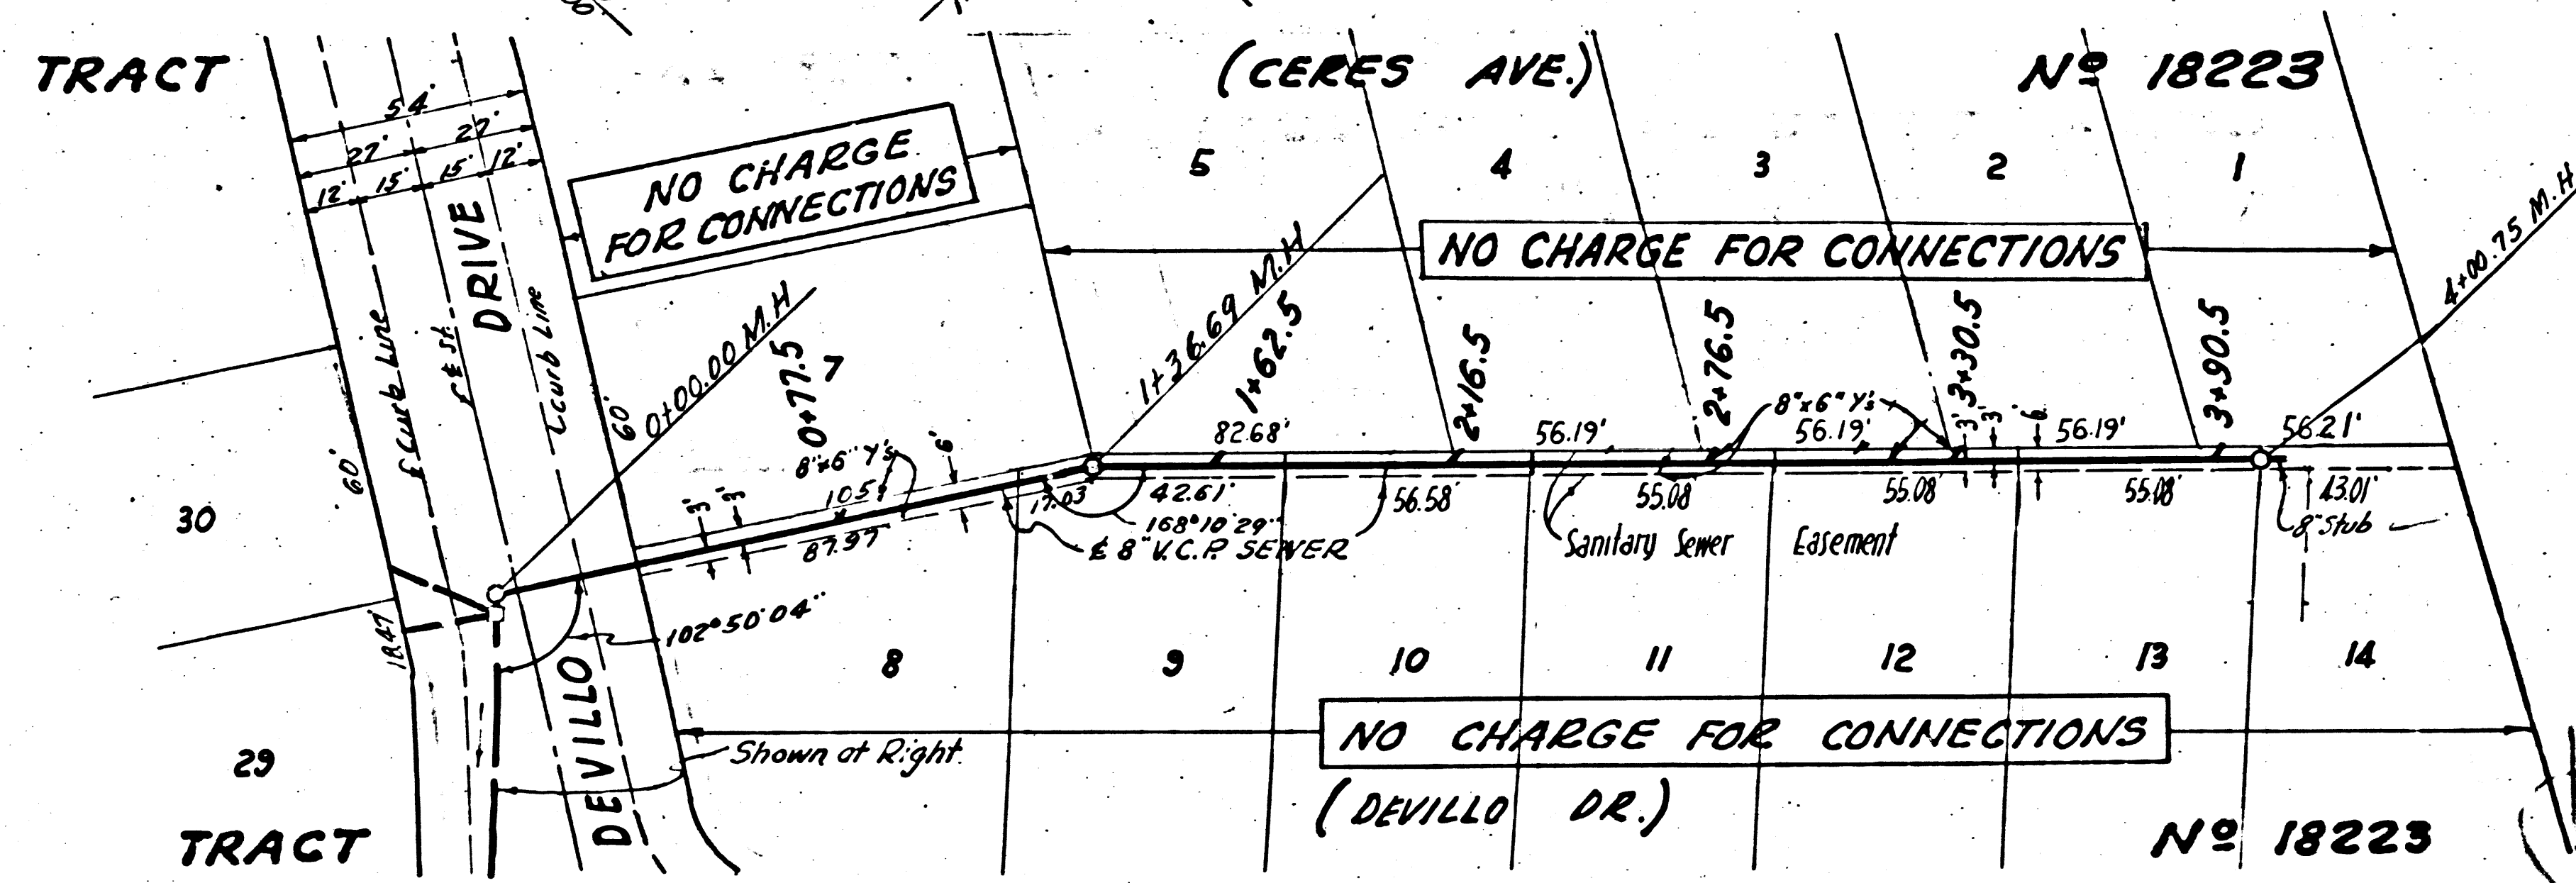 TRACT
(CERES AVE.)
Nº 18223
54'
27' 27'
12' 15' 15' 12'
NO CHARGE
FOR CONNECTIONS
5
4
3
2
1
NO CHARGE FOR CONNECTIONS
DRIVE
Curb Line
℄ St.
Curb Line
60'
60'
0+00.00 M.H
0+77.5
7
1+36.69 M.H
1+62.5
2+16.5
2+76.5
3+30.5
3+90.5
4+00.75 M.H
8"x6" Y's
8"x6" Y's
82.68'
56.19'
56.19'
56.19'
56.21'
3' 3' 6'
3' 3'
6'
87.97
17.03
42.61'
56.58'
55.08
55.08'
55.08'
43.01'
168°10'29"
℄ 8" V.C.P. SEWER
Sanitary Sewer Easement
8" Stub
30
102°50'04"
8
9
10
11
12
13
14
29
DEVILLO
Shown at Right.
NO CHARGE FOR CONNECTIONS
(DEVILLO DR.)
TRACT
Nº 18223